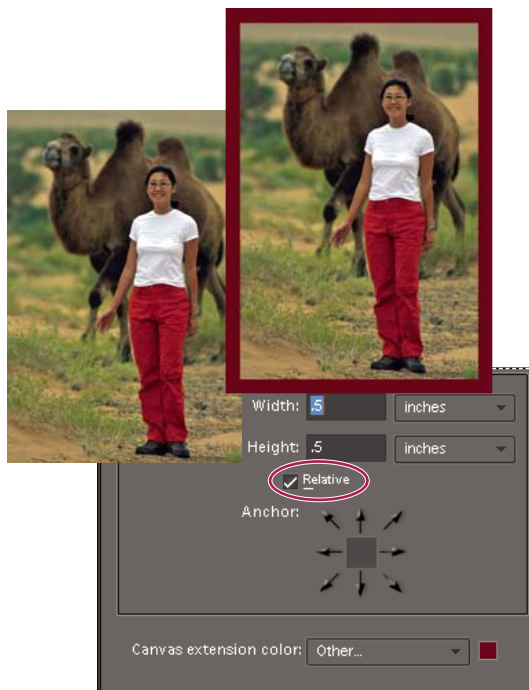 Width: .5 inches
Height: .5 inches
Relative
Anchor:
Canvas extension color: Other...